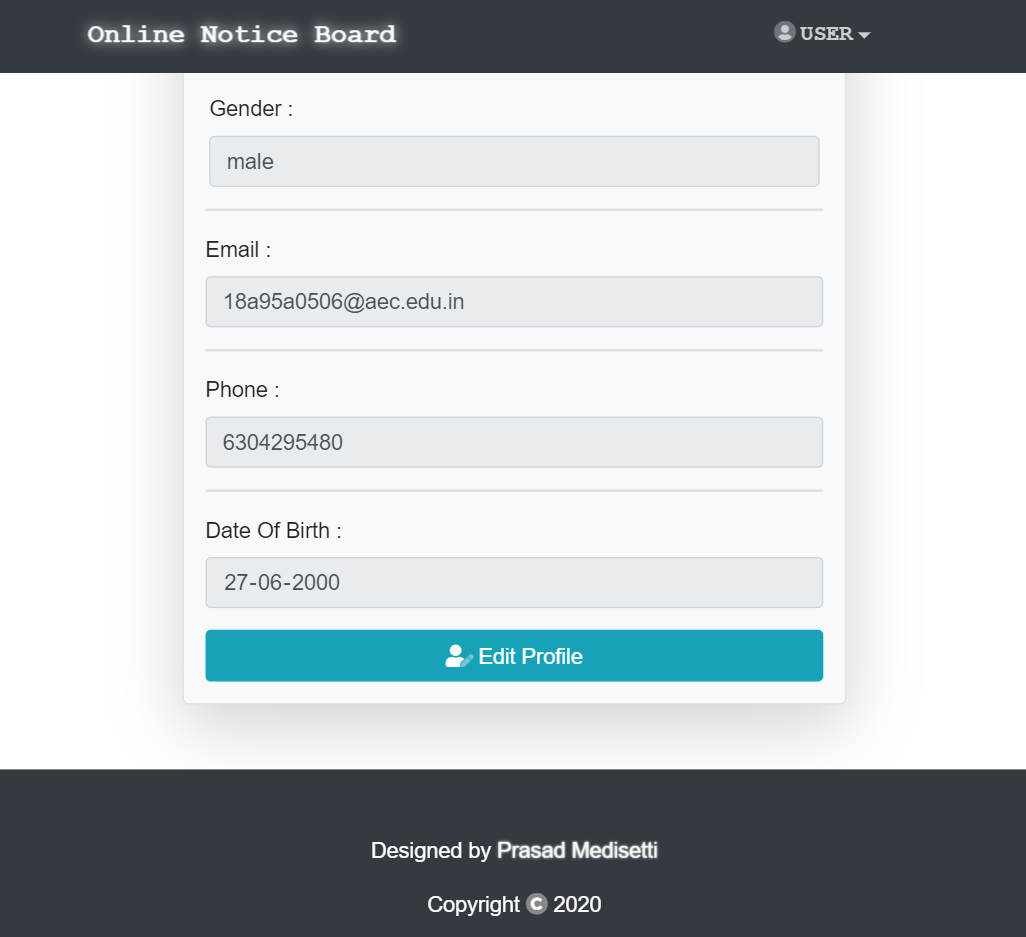 Online Notice Board
USER
Gender :
male
Email :
18a95a0506@aec.edu.in
Phone :
6304295480
Date Of Birth :
27-06-2000
Edit Profile
Designed by Prasad Medisetti
Copyright © 2020